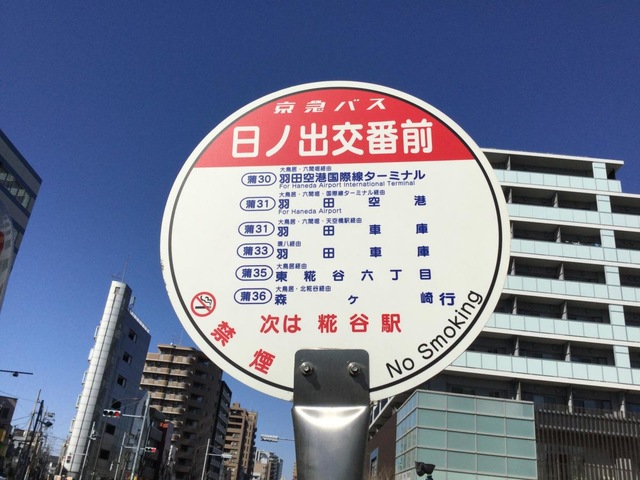 京急バス
日ノ出交番前
大鳥居・六間堀経由
蒲30 羽田空港国際線ターミナル
For Haneda Airport International Terminal
大鳥居・六間堀・国際線ターミナル経由
蒲31 羽田空港
For Haneda Airport
大鳥居・六間堀・天空橋駅経由
蒲31 羽田車庫
蒲33 羽田車庫
大鳥居経由
蒲35 東糀谷六丁目
大鳥居・北糀谷経由
蒲36 森ヶ崎行
次は 糀谷駅
禁煙
No Smoking